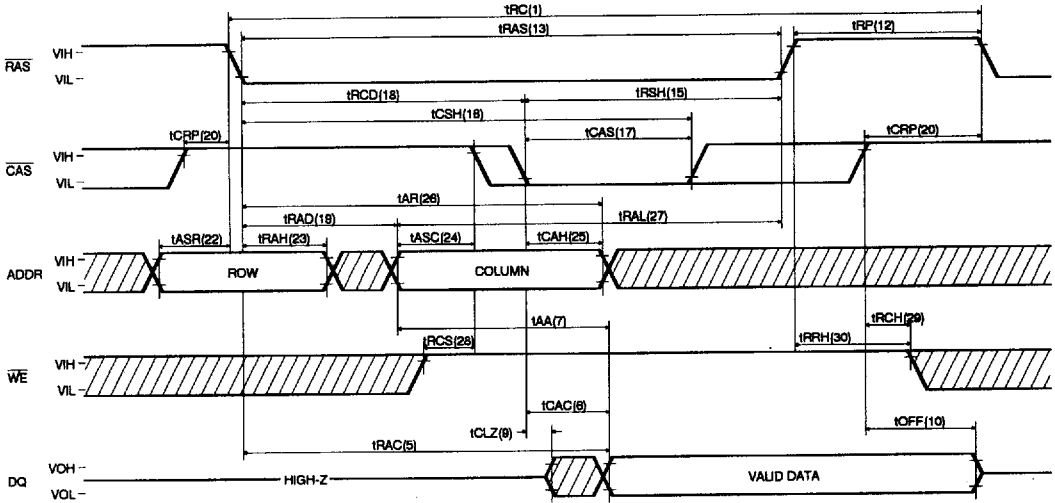 tRC(1)
tRAS(13)
tRP(12)
RAS
VIH
VIL
tRCD(18)
tRSH(15)
tCSH(16)
tCRP(20)
tCAS(17)
tCRP(20)
CAS
VIH
VIL
tAR(26)
tRAD(19)
tRAL(27)
tASR(22)
tRAH(23)
tASC(24)
tCAH(25)
ADDR
VIH
VIL
ROW
COLUMN
tAA(7)
tRCS(28)
tRCH(29)
tRRH(30)
WE
VIH
VIL
tCAC(6)
tCLZ(9)
tOFF(10)
tRAC(5)
DQ
VOH
VOL
HIGH-Z
VALID DATA